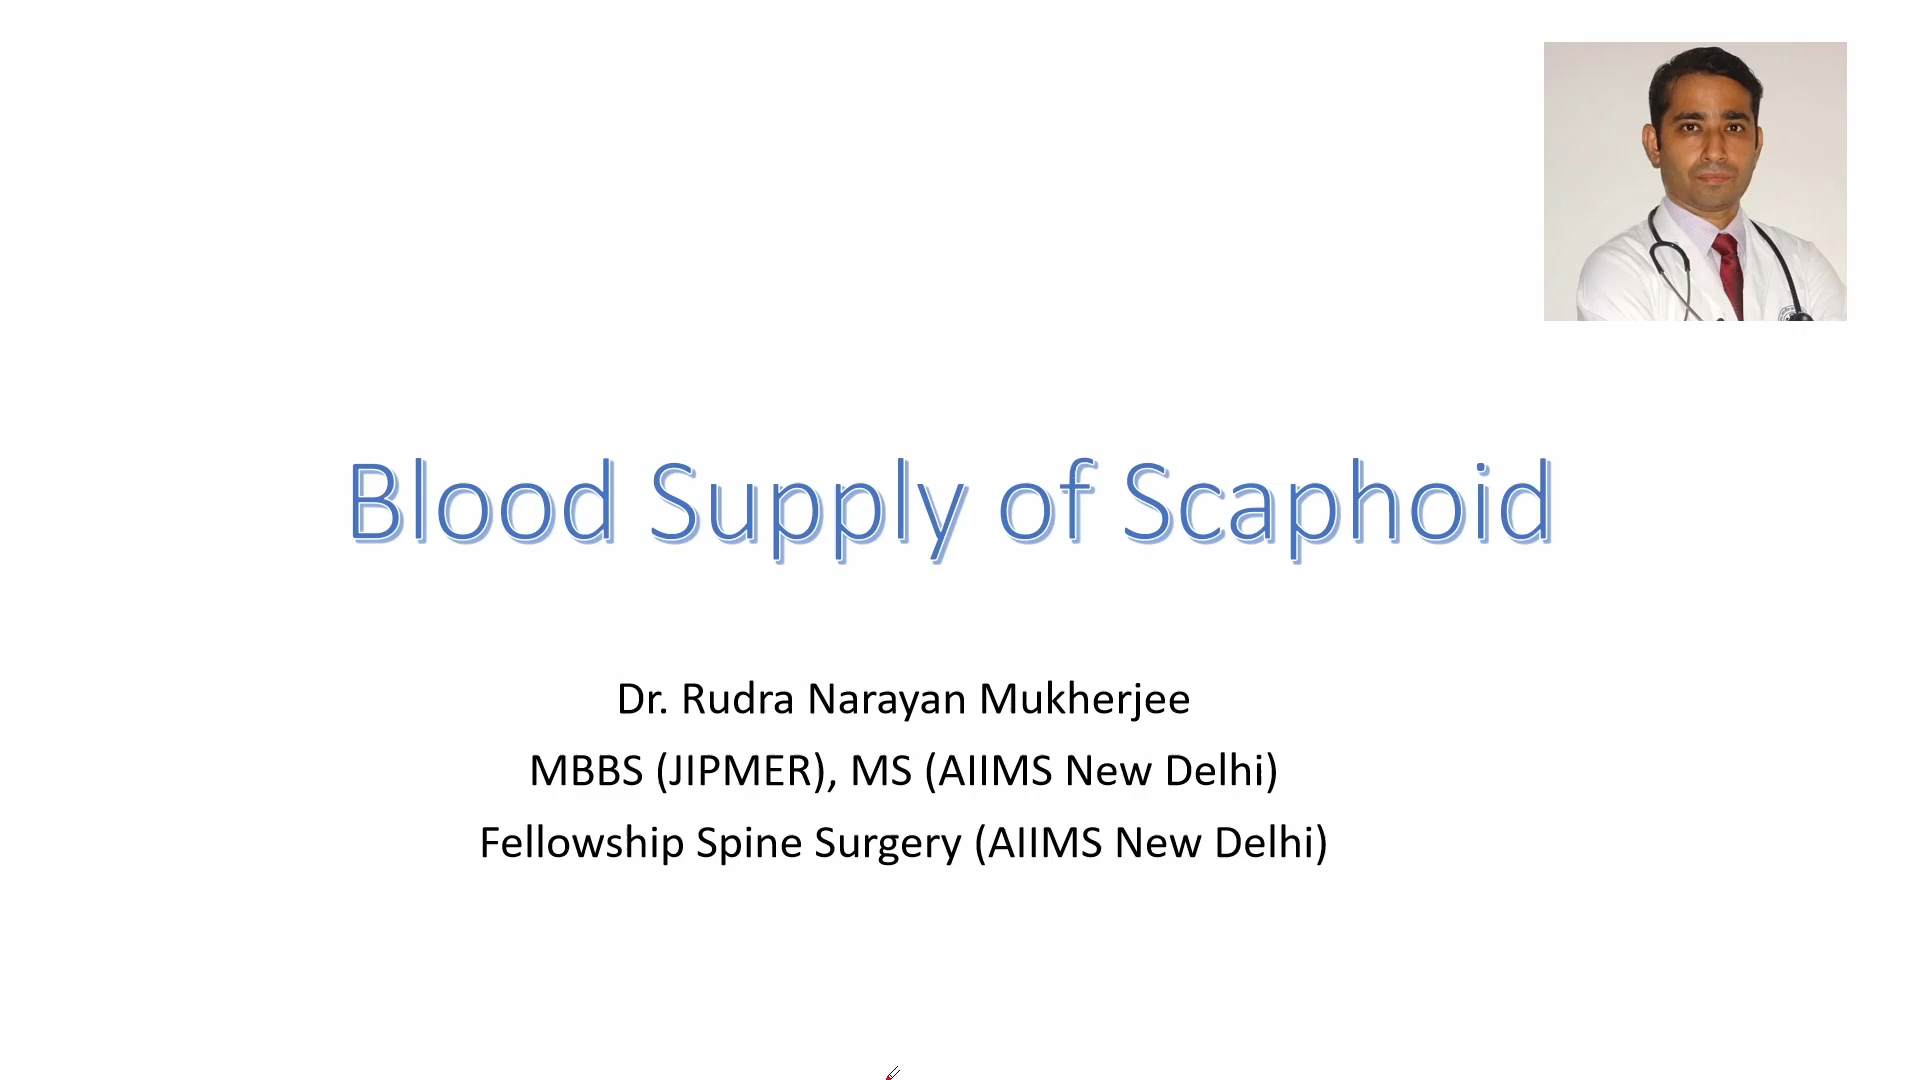 Blood Supply of Scaphoid
Dr. Rudra Narayan Mukherjee
MBBS (JIPMER), MS (AIIMS New Delhi)
Fellowship Spine Surgery (AIIMS New Delhi)